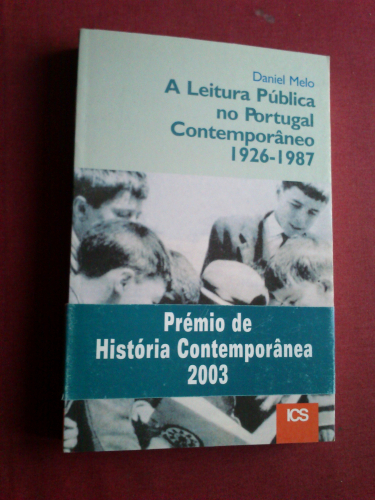 Daniel Melo
A Leitura Pública
no Portugal
Contemporâneo
1926-1987
Prémio de
História Contemporânea
2003
ICS